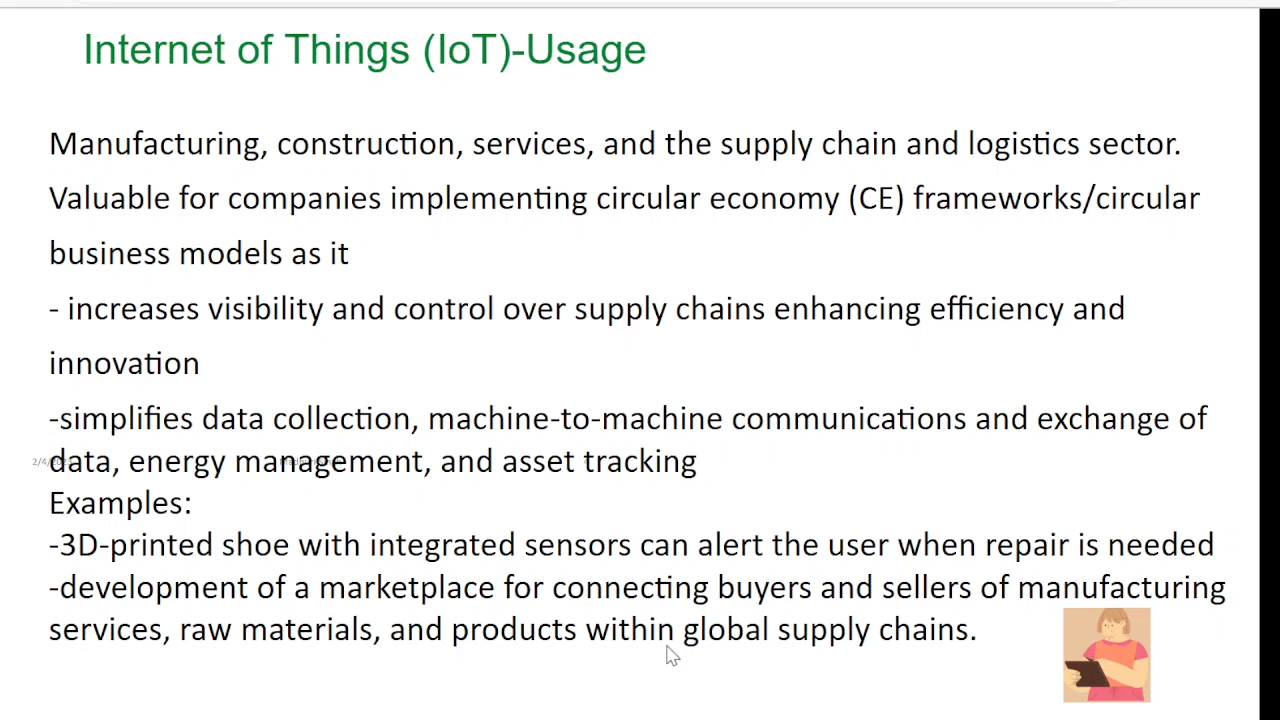 Internet of Things (IoT)-Usage
Manufacturing, construction, services, and the supply chain and logistics sector.
Valuable for companies implementing circular economy (CE) frameworks/circular
business models as it
- increases visibility and control over supply chains enhancing efficiency and
innovation
-simplifies data collection, machine-to-machine communications and exchange of
data, energy management, and asset tracking
Examples:
-3D-printed shoe with integrated sensors can alert the user when repair is needed
-development of a marketplace for connecting buyers and sellers of manufacturing
services, raw materials, and products within global supply chains.